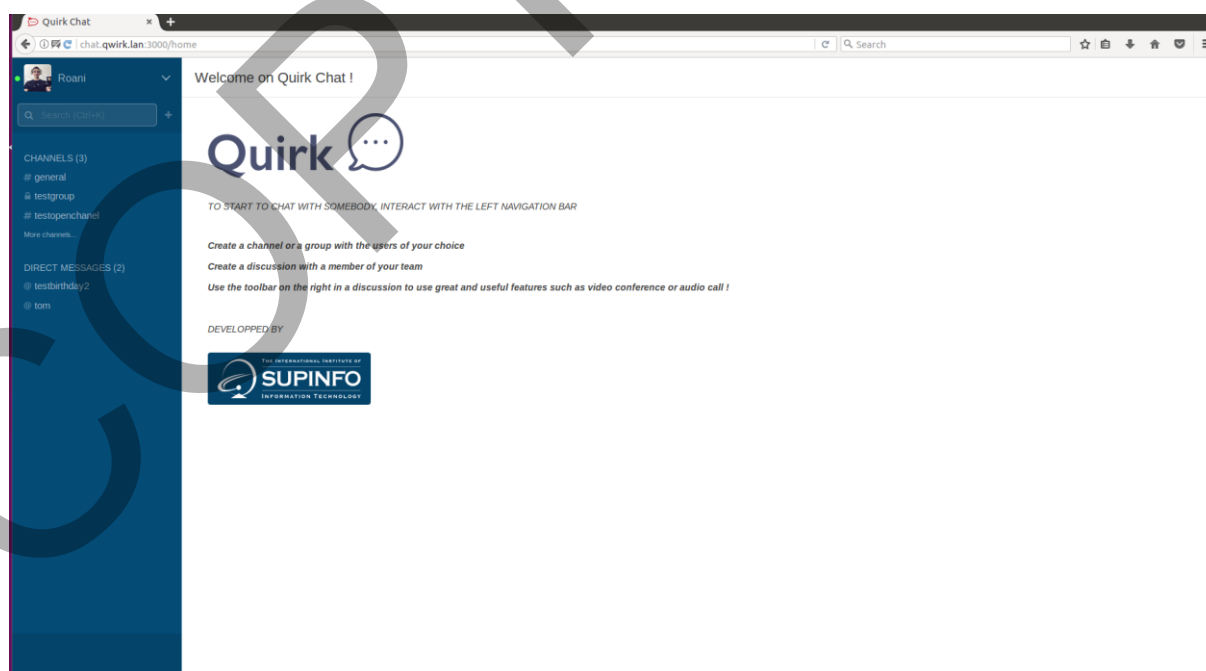 Quirk Chat
chat.qwirk.lan:3000/home
Search
Roani
Welcome on Quirk Chat !
Search (Ctrl+K)
Quirk
CHANNELS (3)
# general
testgroup
# testopenchanel
More channels...
DIRECT MESSAGES (2)
@ testbirthday2
@ tom
TO START TO CHAT WITH SOMEBODY, INTERACT WITH THE LEFT NAVIGATION BAR
Create a channel or a group with the users of your choice
Create a discussion with a member of your team
Use the toolbar on the right in a discussion to use great and useful features such as video conference or audio call !
DEVELOPPED BY
THE INTERNATIONAL INSTITUTE OF
SUPINFO
INFORMATION TECHNOLOGY
COP